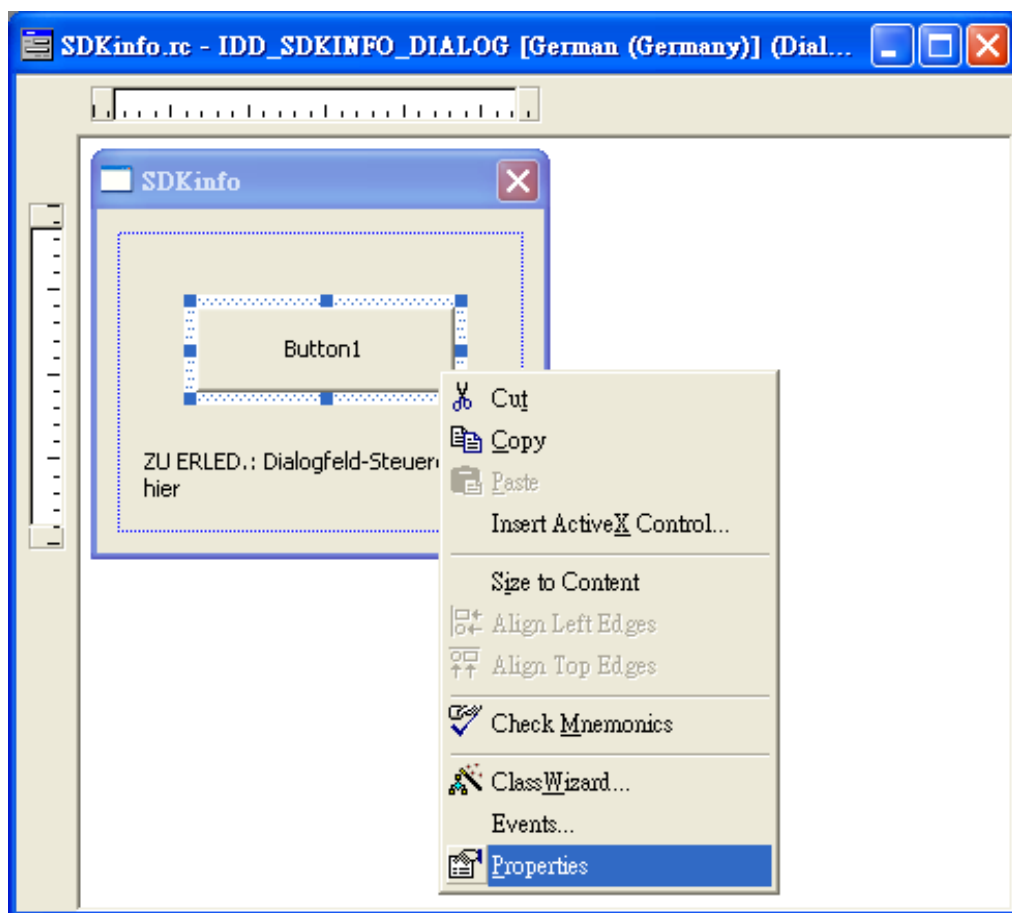 SDKinfo.rc - IDD_SDKINFO_DIALOG [German (Germany)] (Dial...
SDKinfo
Button1
ZU ERLED.: Dialogfeld-Steuer
hier
Cut
Copy
Paste
Insert ActiveX Control...
Size to Content
Align Left Edges
Align Top Edges
Check Mnemonics
ClassWizard...
Events...
Properties